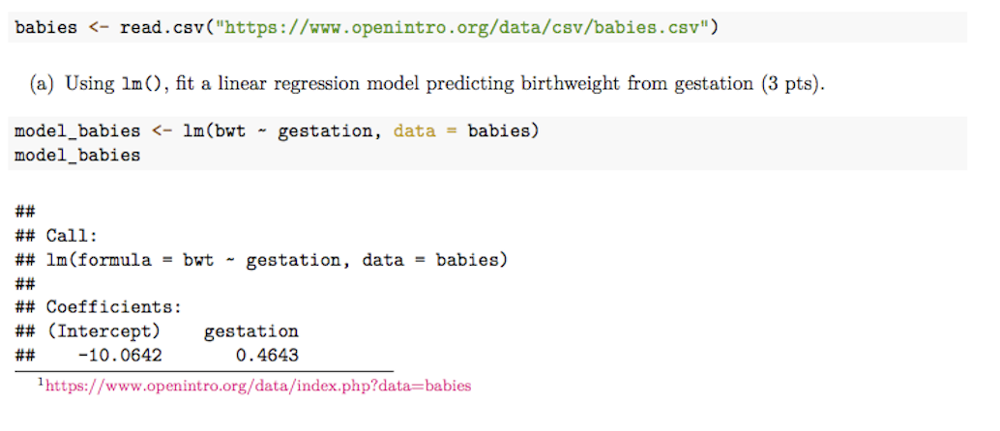 babies <- read.csv("https://www.openintro.org/data/csv/babies.csv")
(a) Using lm(), fit a linear regression model predicting birthweight from gestation (3 pts).
model_babies <- lm(bwt ~ gestation, data = babies)
model_babies
##
## Call:
## lm(formula = bwt ~ gestation, data = babies)
##
## Coefficients:
## (Intercept)    gestation
##    -10.0642       0.4643
1https://www.openintro.org/data/index.php?data=babies